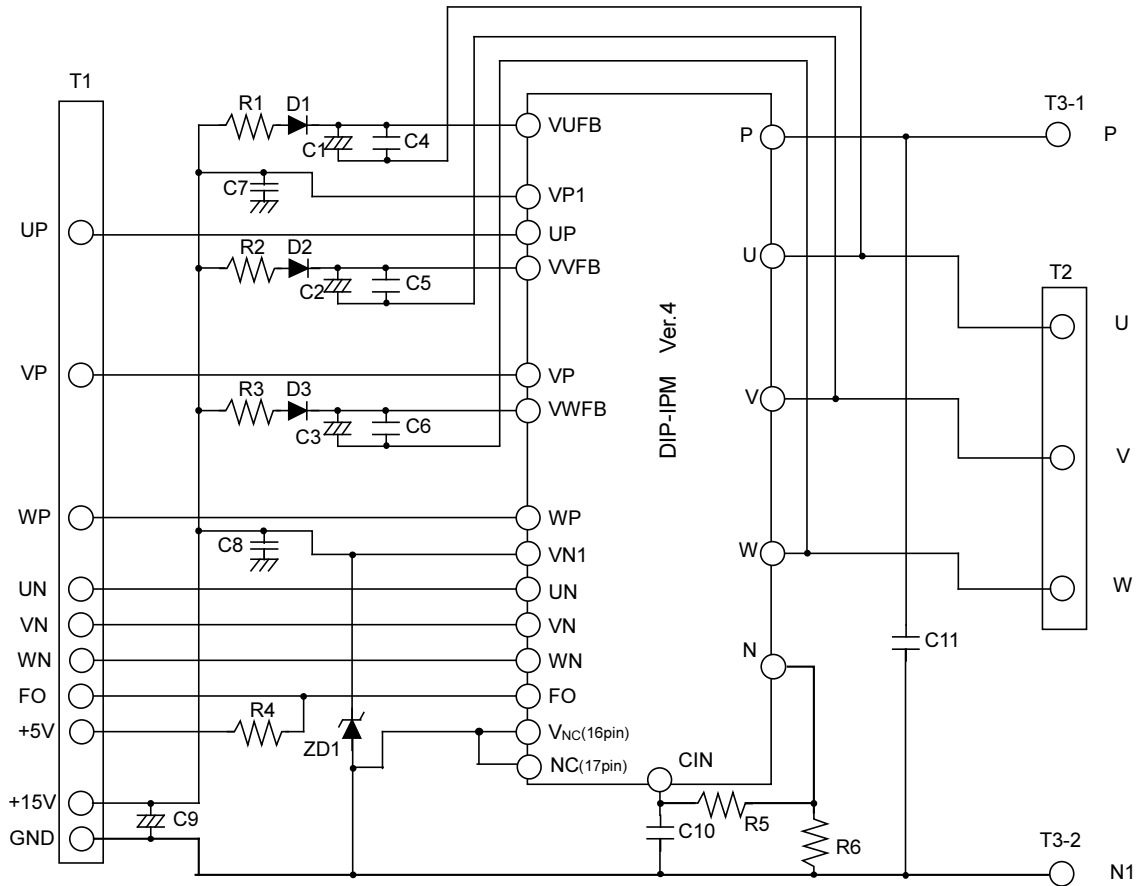 T1
R1
D1
C1
C4
VUFB
P
T3-1
P
C7
VP1
UP
UP
R2
D2
C2
C5
VVFB
U
T2
U
DIP-IPM Ver.4
VP
VP
R3
D3
C3
C6
VWFB
V
V
WP
WP
C8
VN1
W
W
UN
UN
VN
VN
WN
WN
N
C11
FO
FO
+5V
R4
ZD1
VNC(16pin)
NC(17pin)
CIN
+15V
C9
GND
C10
R5
R6
T3-2
N1